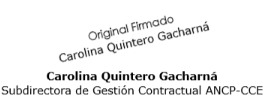 Original Firmado
Carolina Quintero Gacharná
Carolina Quintero Gacharná
Subdirectora de Gestión Contractual ANCP-CCE